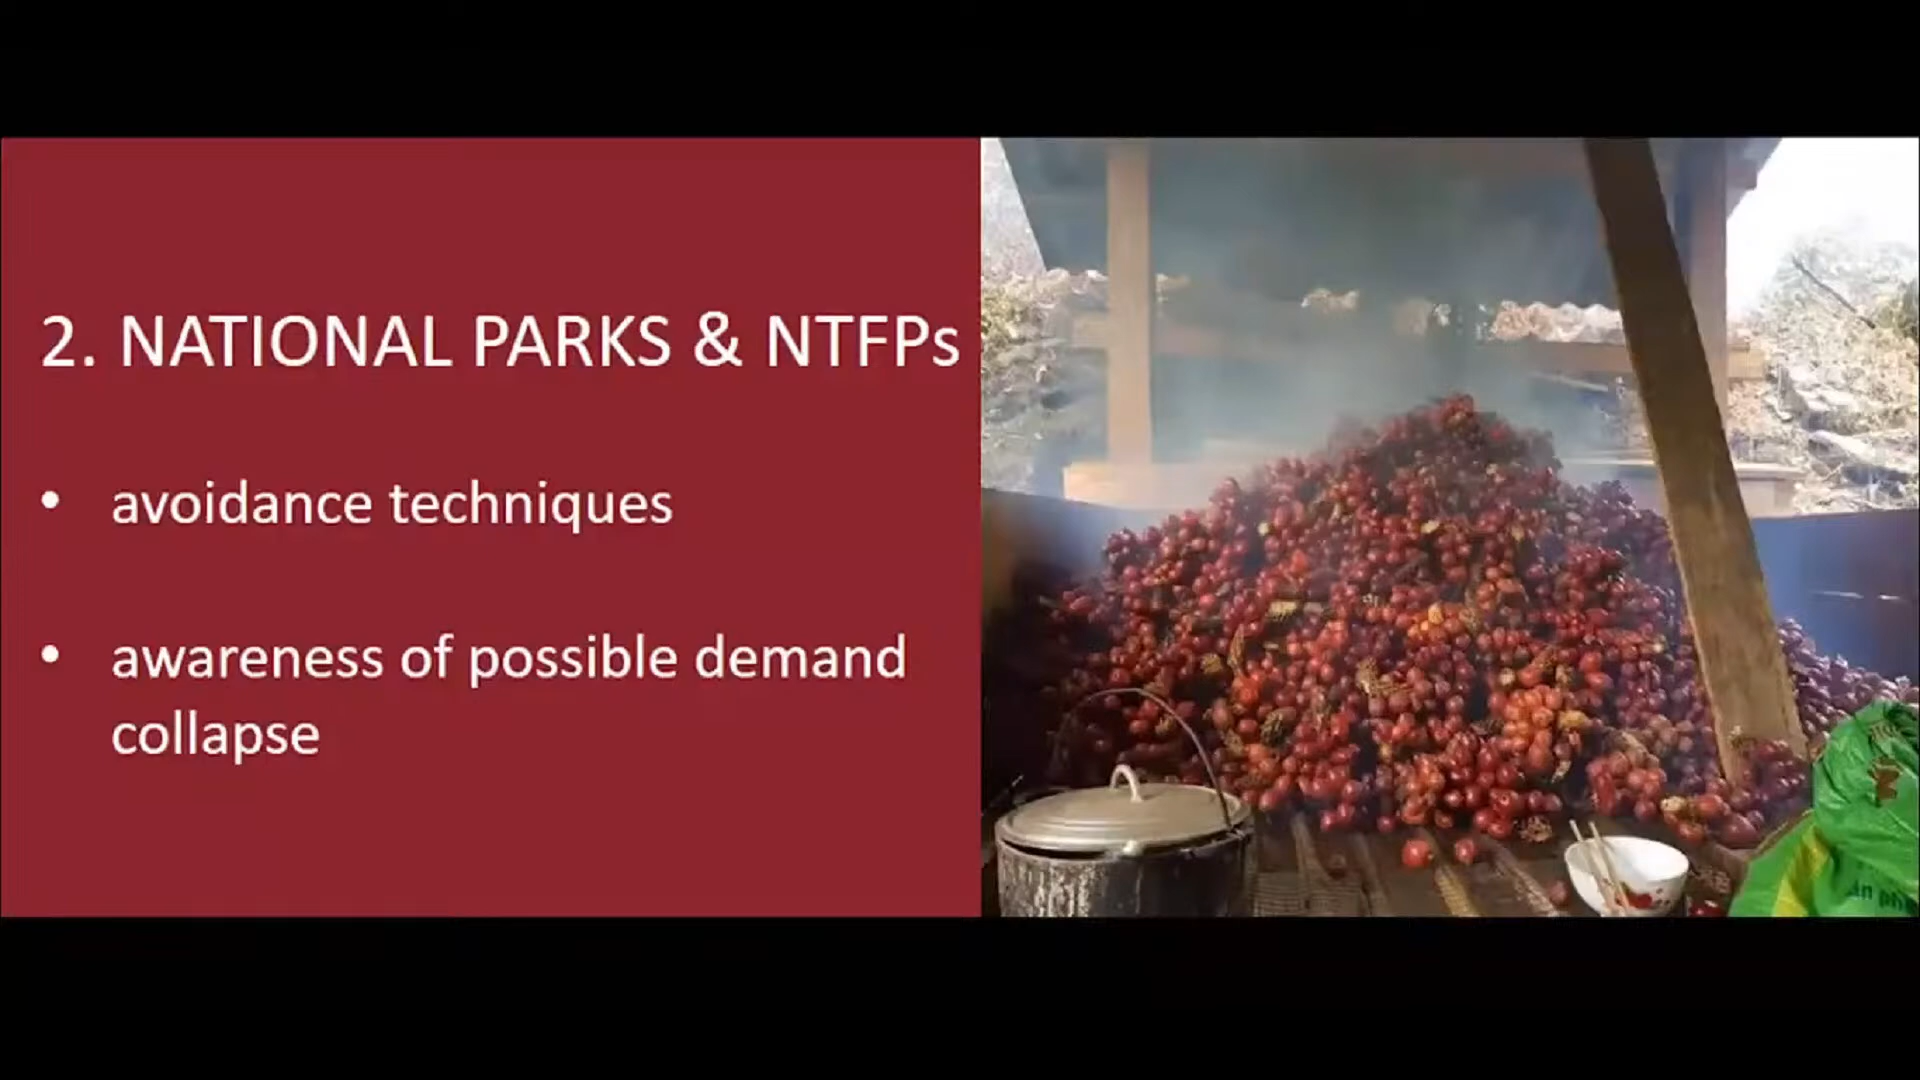 2. NATIONAL PARKS & NTFPs
• avoidance techniques
• awareness of possible demand
collapse